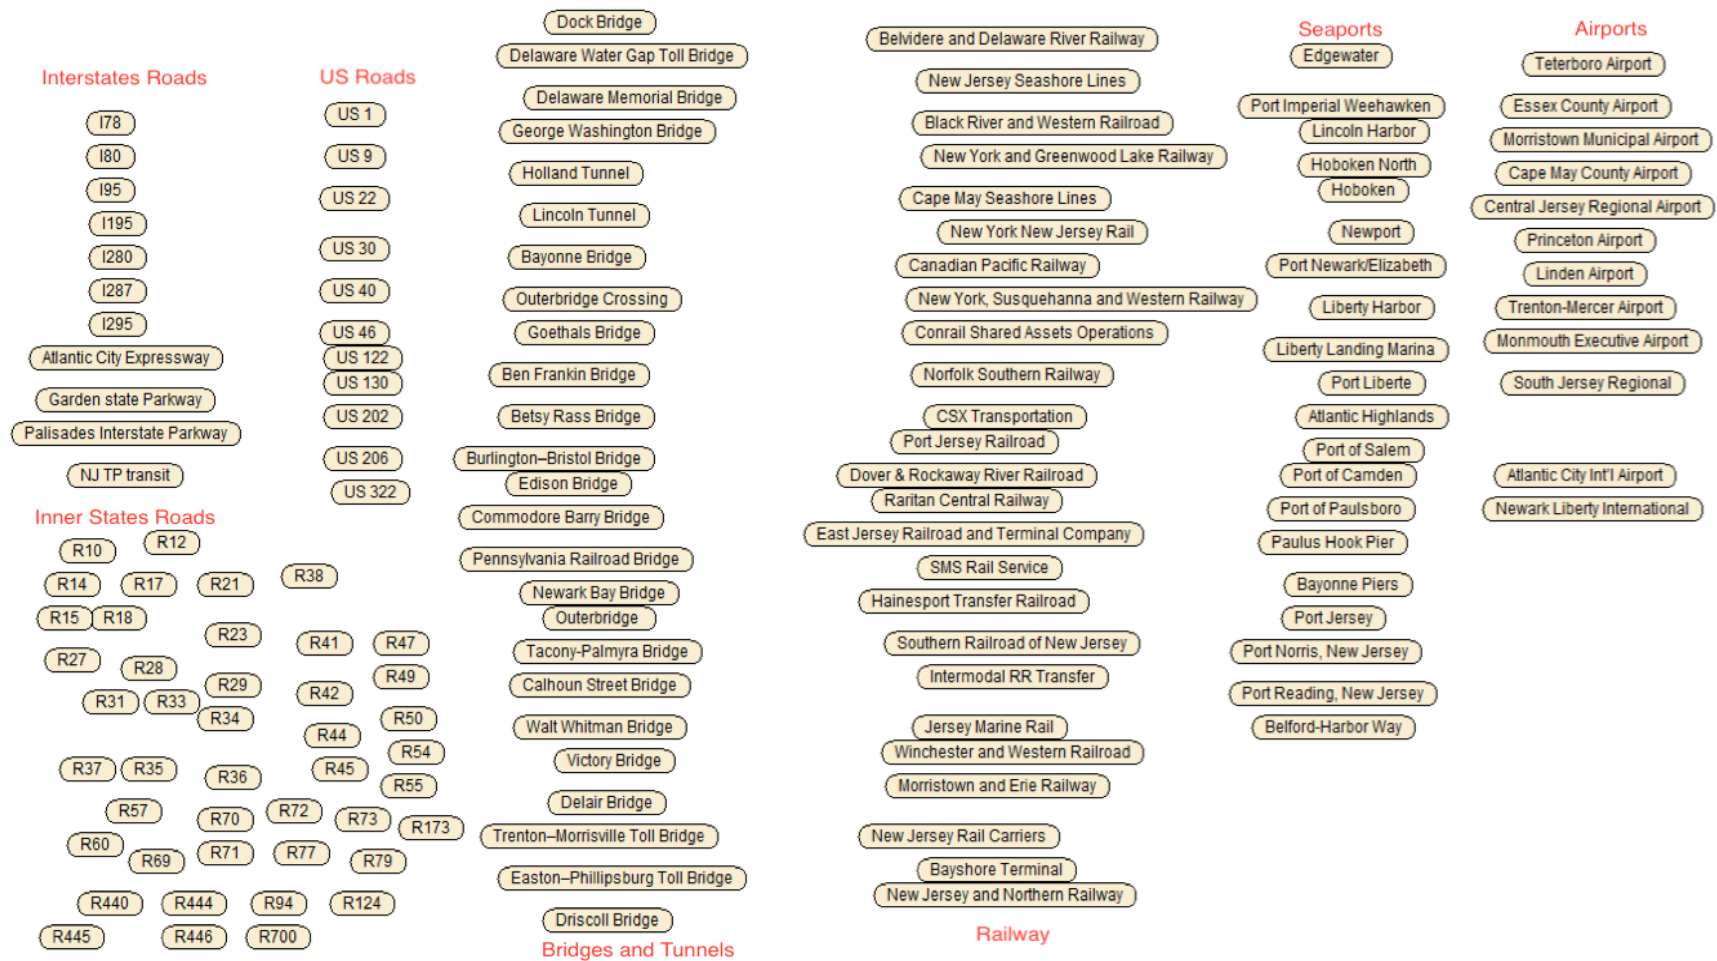 Interstates Roads
I78
I80
I95
I195
I280
I287
I295
Atlantic City Expressway
Garden state Parkway
Palisades Interstate Parkway
NJ TP transit
Inner States Roads
R10
R12
R14
R17
R21
R38
R15
R18
R23
R41
R47
R27
R28
R29
R42
R49
R31
R33
R34
R44
R50
R54
R37
R35
R36
R45
R55
R57
R70
R72
R73
R173
R60
R69
R71
R77
R79
R440
R444
R94
R124
R445
R446
R700
US Roads
US 1
US 9
US 22
US 30
US 40
US 46
US 122
US 130
US 202
US 206
US 322
Dock Bridge
Delaware Water Gap Toll Bridge
Delaware Memorial Bridge
George Washington Bridge
Holland Tunnel
Lincoln Tunnel
Bayonne Bridge
Outerbridge Crossing
Goethals Bridge
Ben Frankin Bridge
Betsy Rass Bridge
Burlington–Bristol Bridge
Edison Bridge
Commodore Barry Bridge
Pennsylvania Railroad Bridge
Newark Bay Bridge
Outerbridge
Tacony-Palmyra Bridge
Calhoun Street Bridge
Walt Whitman Bridge
Victory Bridge
Delair Bridge
Trenton–Morrisville Toll Bridge
Easton–Phillipsburg Toll Bridge
Driscoll Bridge
Bridges and Tunnels
Belvidere and Delaware River Railway
New Jersey Seashore Lines
Black River and Western Railroad
New York and Greenwood Lake Railway
Cape May Seashore Lines
New York New Jersey Rail
Canadian Pacific Railway
New York, Susquehanna and Western Railway
Conrail Shared Assets Operations
Norfolk Southern Railway
CSX Transportation
Port Jersey Railroad
Dover & Rockaway River Railroad
Raritan Central Railway
East Jersey Railroad and Terminal Company
SMS Rail Service
Hainesport Transfer Railroad
Southern Railroad of New Jersey
Intermodal RR Transfer
Jersey Marine Rail
Winchester and Western Railroad
Morristown and Erie Railway
New Jersey Rail Carriers
Bayshore Terminal
New Jersey and Northern Railway
Railway
Seaports
Edgewater
Port Imperial Weehawken
Lincoln Harbor
Hoboken North
Hoboken
Newport
Port Newark/Elizabeth
Liberty Harbor
Liberty Landing Marina
Port Liberte
Atlantic Highlands
Port of Salem
Port of Camden
Port of Paulsboro
Paulus Hook Pier
Bayonne Piers
Port Jersey
Port Norris, New Jersey
Port Reading, New Jersey
Belford-Harbor Way
Airports
Teterboro Airport
Essex County Airport
Morristown Municipal Airport
Cape May County Airport
Central Jersey Regional Airport
Princeton Airport
Linden Airport
Trenton-Mercer Airport
Monmouth Executive Airport
South Jersey Regional
Atlantic City Int'l Airport
Newark Liberty International